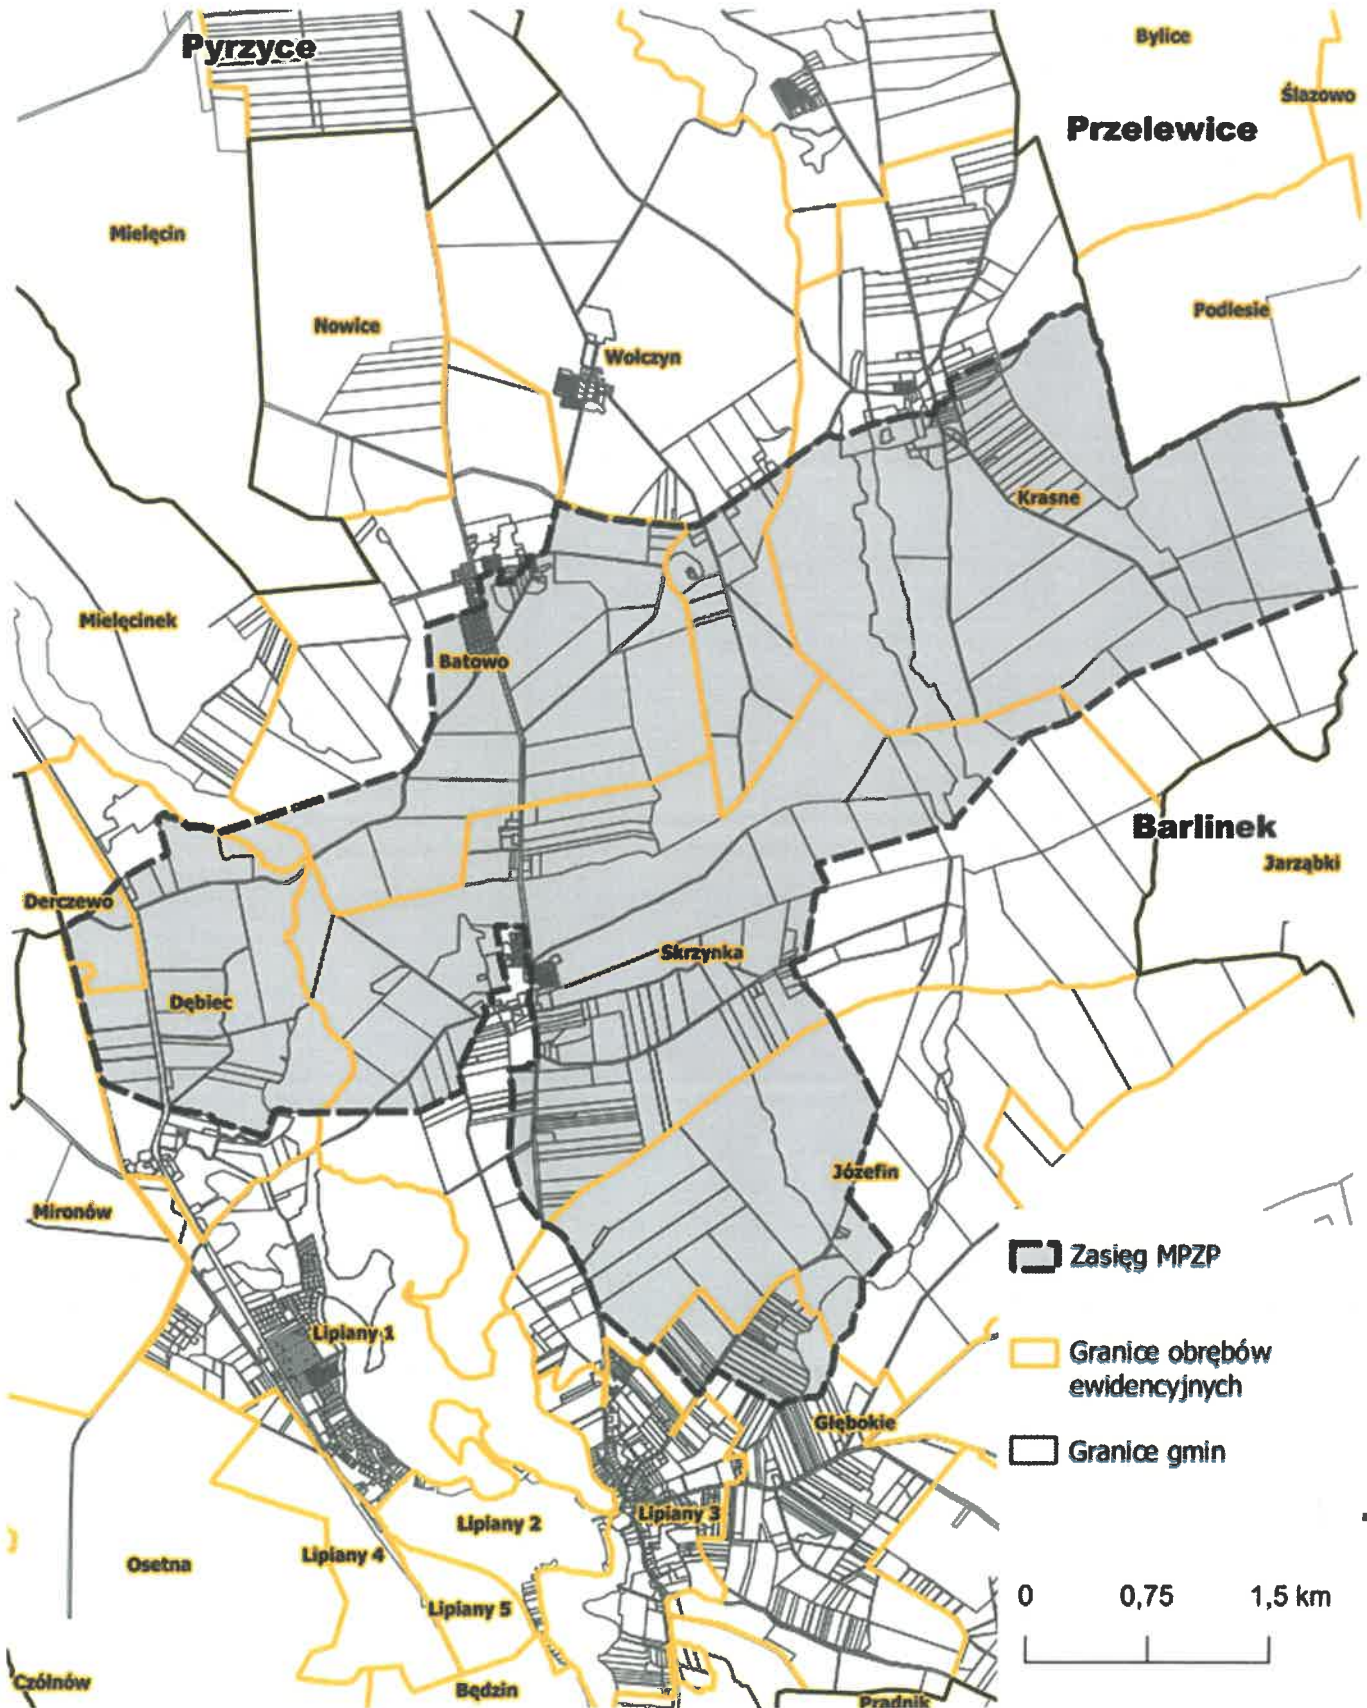 Pyrzyce
Bylice
Ślazowo
Przelewice
Mielęcin
Nowice
Podlesie
Wołczyn
Krasne
Mielęcinek
Batowo
Barlinek
Jarząbki
Derczewo
Skrzynka
Dębiec
Józefin
Mironów
Zasięg MPZP
Lipiany 1
Granice obrębów
ewidencyjnych
Głębokie
Granice gmin
Lipiany 3
Lipiany 2
Lipiany 4
Osetna
0 0,75 1,5 km
Lipiany 5
Czółnów
Będzin
Prądnik